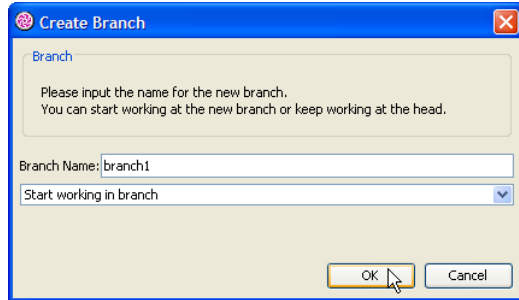 Create Branch
Branch
Please input the name for the new branch.
You can start working at the new branch or keep working at the head.
Branch Name: branch1
Start working in branch
OK Cancel